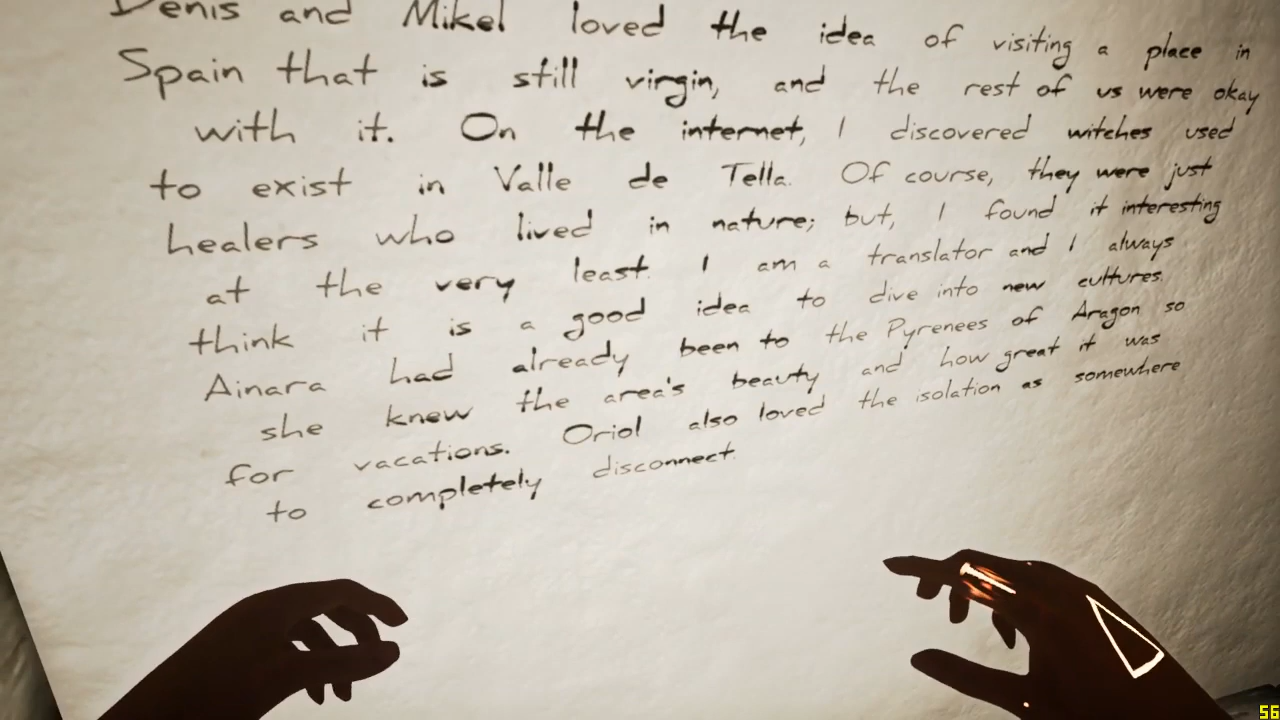 Denis and Mikel loved the idea of visiting a place in
Spain that is still virgin, and the rest of us were okay
with it. On the internet, I discovered witches used
to exist in Valle de Tella. Of course, they were just
healers who lived in nature; but, I found it interesting
at the very least. I am a translator and I always
think it is a good idea to dive into new cultures.
Ainara had already been to the Pyrenees of Aragon so
she knew the area's beauty and how great it was
for vacations. Oriol also loved the isolation as somewhere
to completely disconnect.
56